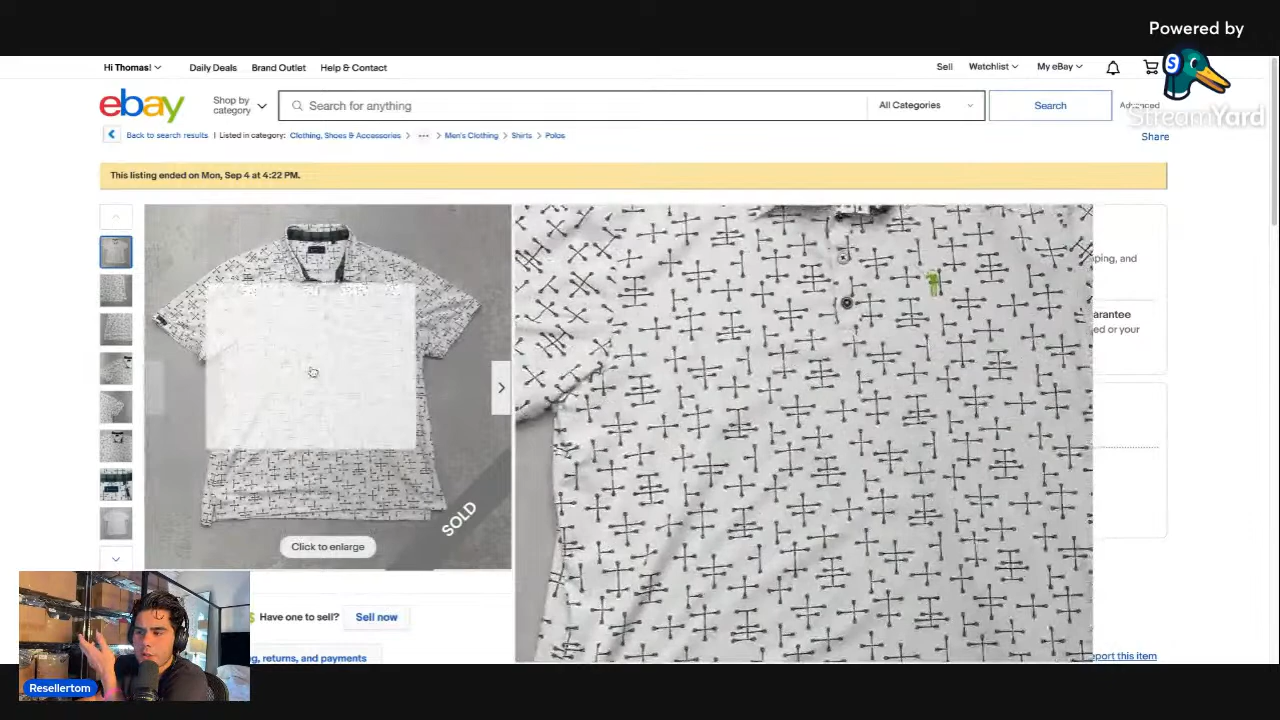 Powered by
StreamYard
Hi Thomas!
Daily Deals
Brand Outlet
Help & Contact
Sell
Watchlist
My eBay
ebay
Shop by
category
Search for anything
All Categories
Search
Advanced
Back to search results
Listed in category:
Clothing, Shoes & Accessories
Men's Clothing
Shirts
Polos
Share
This listing ended on Mon, Sep 4 at 4:22 PM.
ping, and
arantee
ed or your
SOLD
Click to enlarge
Have one to sell?
Sell now
g, returns, and payments
eport this item
Resellertom